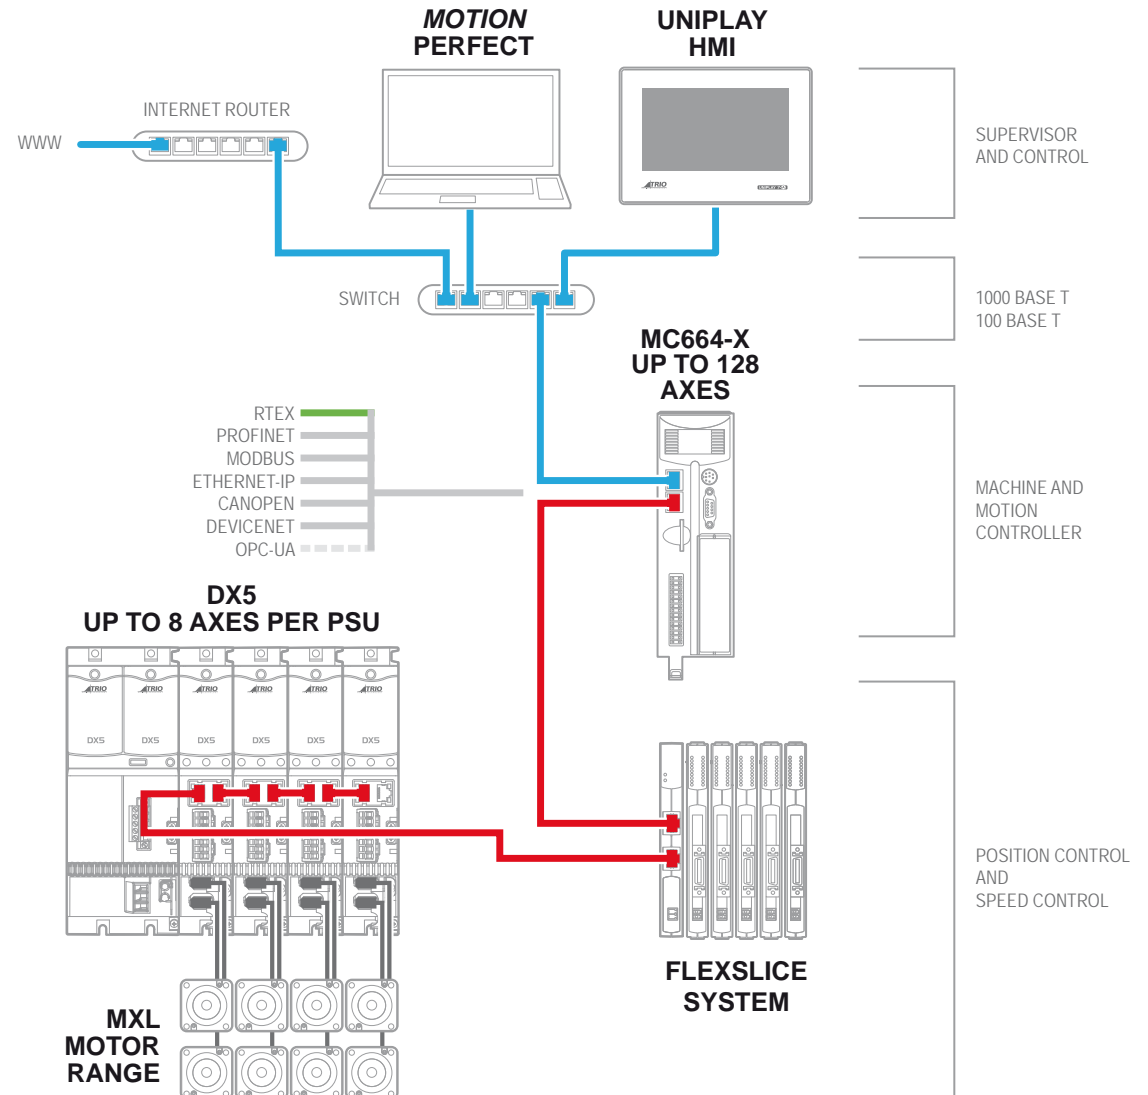 MOTION
PERFECT
UNIPLAY
HMI
INTERNET ROUTER
WWW
TRIO
UNIPLAY 7
SUPERVISOR
AND CONTROL
SWITCH
1000 BASE T
100 BASE T
MC664-X
UP TO 128
AXES
RTEX
PROFINET
MODBUS
ETHERNET-IP
CANOPEN
DEVICENET
OPC-UA
MACHINE AND
MOTION
CONTROLLER
DX5
UP TO 8 AXES PER PSU
TRIO TRIO TRIO TRIO TRIO TRIO
DX5 DX5 DX5 DX5 DX5 DX5
POSITION CONTROL
AND
SPEED CONTROL
FLEXSLICE
SYSTEM
MXL
MOTOR
RANGE